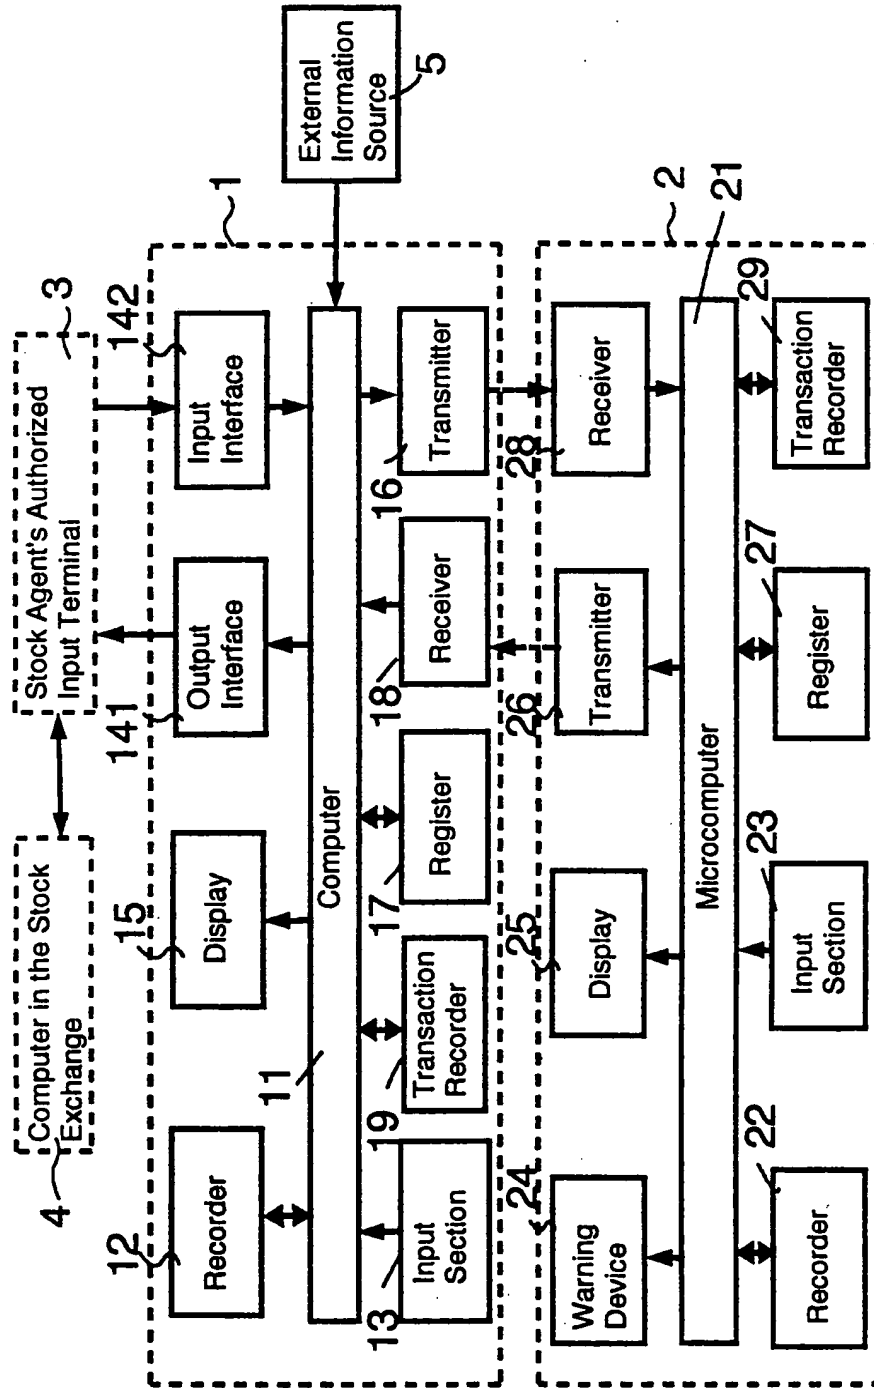 Computer in the Stock
Exchange
4
Stock Agent's Authorized
Input Terminal
3
1
12
Recorder
15
Display
141
Output
Interface
142
Input
Interface
External
Information
Source
5
11
Computer
13
Input
Section
19
Transaction
Recorder
17
Register
18
Receiver
16
Transmitter
2
24
Warning
Device
25
Display
26
Transmitter
28
Receiver
Microcomputer
21
22
Recorder
23
Input
Section
27
Register
29
Transaction
Recorder